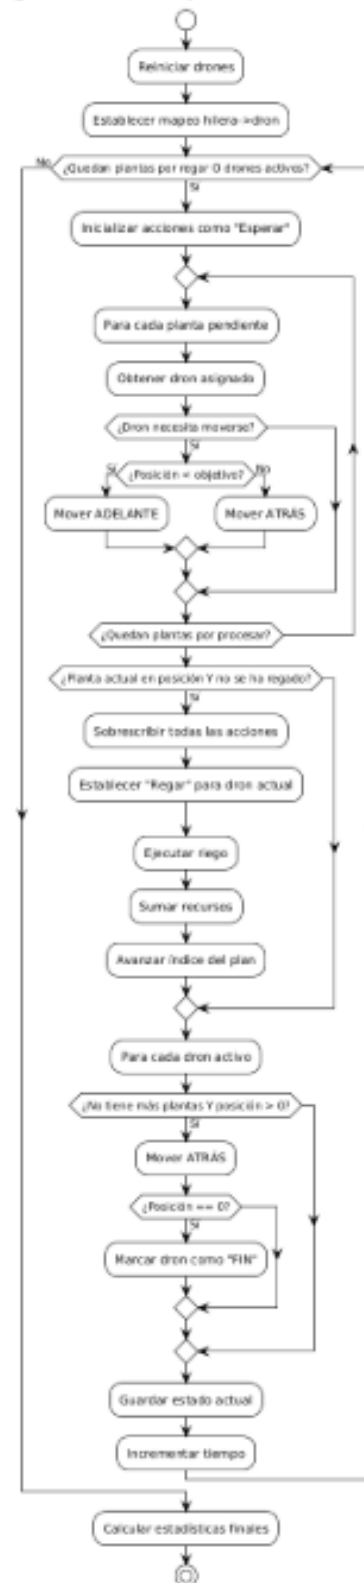 Reiniciar drones
Establecer mapeo hilera->dron
No
¿Quedan plantas por regar O drones activos?
Sí
Inicializar acciones como "Esperar"
Para cada planta pendiente
Obtener dron asignado
¿Dron necesita moverse?
Sí
Sí
¿Posición < objetivo?
No
Mover ADELANTE
Mover ATRÁS
¿Quedan plantas por procesar?
¿Planta actual en posición Y no se ha regado?
Sí
Sobrescribir todas las acciones
Establecer "Regar" para dron actual
Ejecutar riego
Sumar recursos
Avanzar índice del plan
Para cada dron activo
¿No tiene más plantas Y posición > 0?
Sí
Mover ATRÁS
¿Posición == 0?
Sí
Marcar dron como "FIN"
Guardar estado actual
Incrementar tiempo
Calcular estadísticas finales